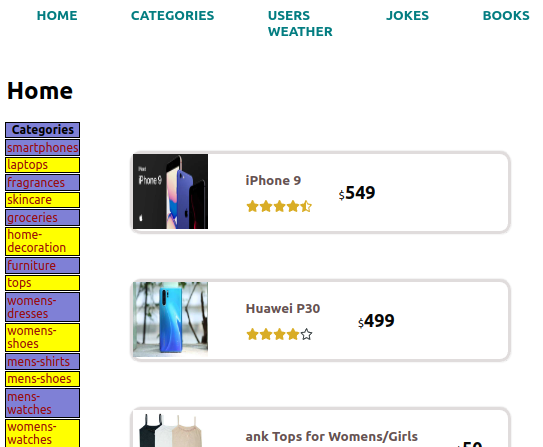 HOME CATEGORIES USERS JOKES BOOKS
WEATHER
Home
Categories
smartphones
laptops
fragrances
skincare
groceries
home-
decoration
furniture
tops
womens-
dresses
womens-
shoes
mens-shirts
mens-shoes
mens-
watches
womens-
watches
iPhone 9
iPhone 9
$549
Huawei P30
$499
ank Tops for Womens/Girls
$50